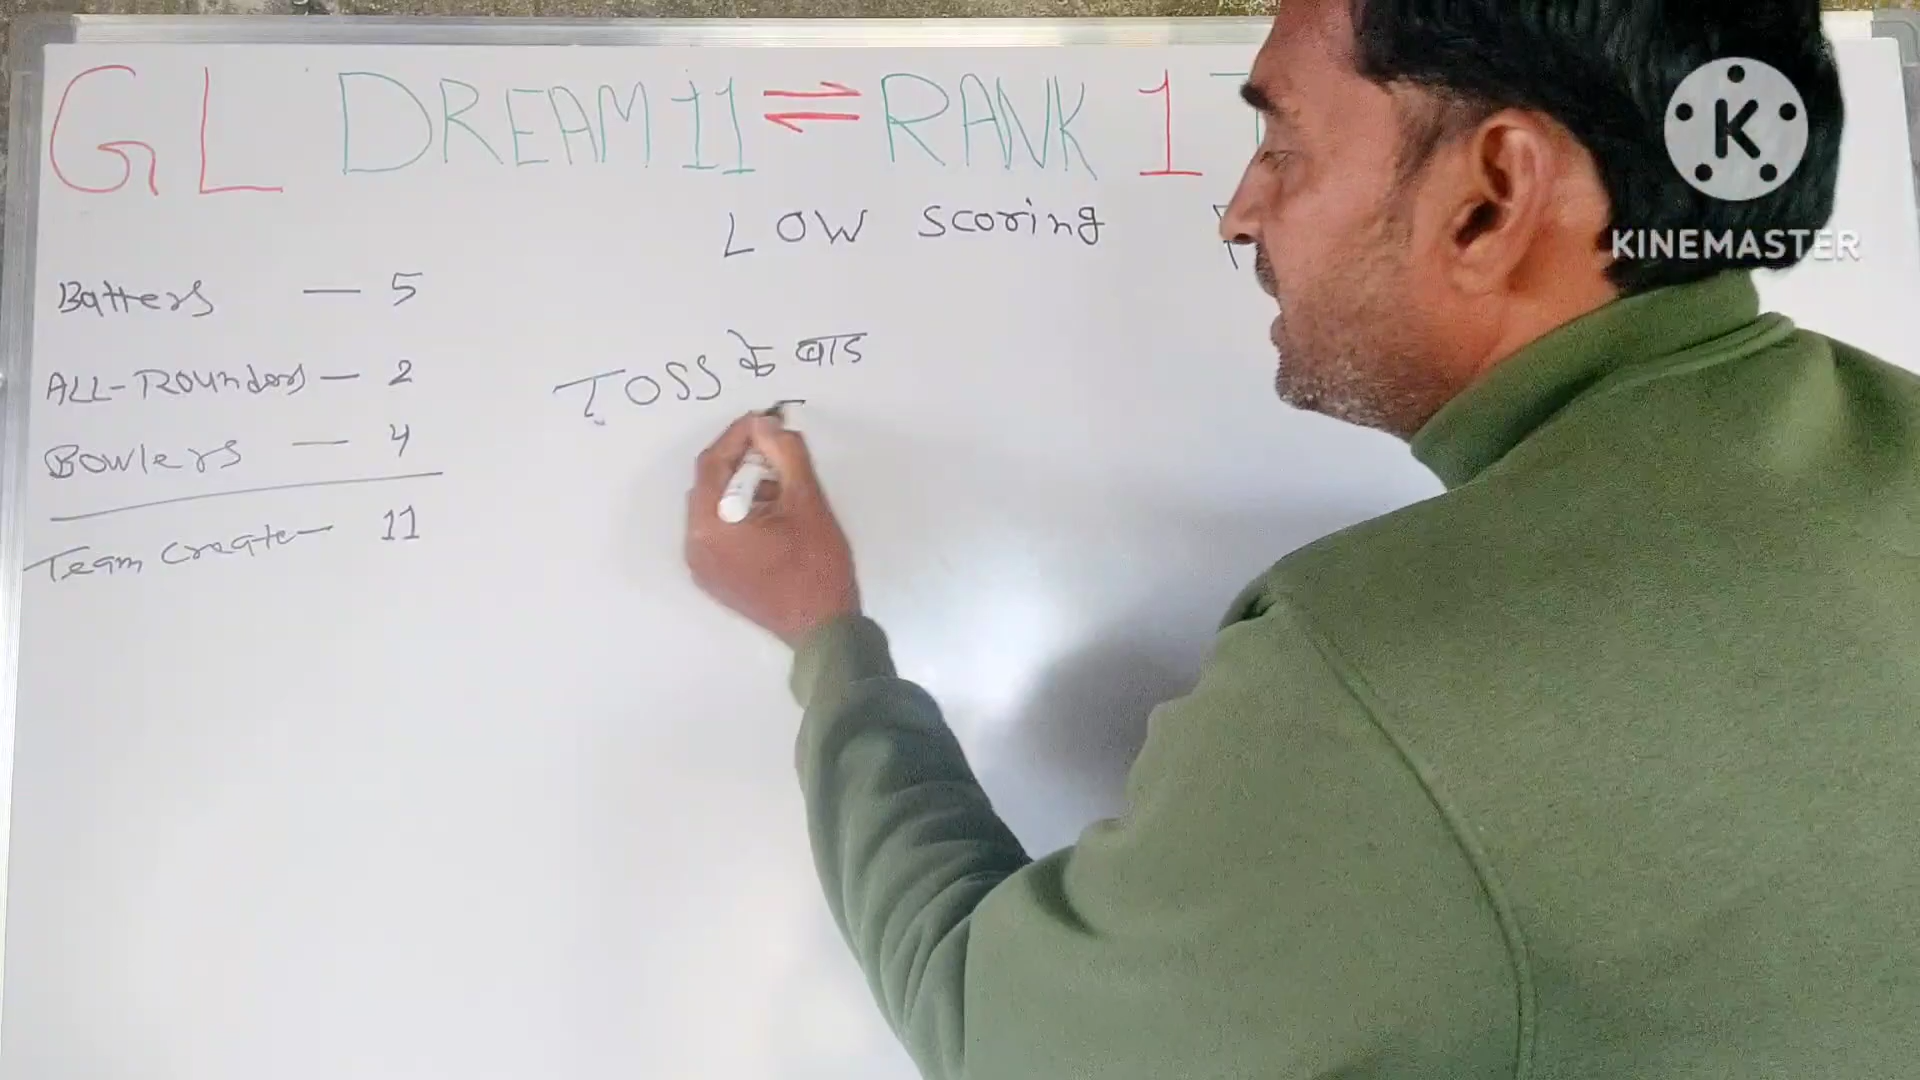 GL DREAM 11 ⇌ RANK 1
LOW Scoring
Batters — 5
ALL-ROUNDERS — 2
Bowlers — 4
Team Create — 11
TOSS के बाद
K
KINEMASTER